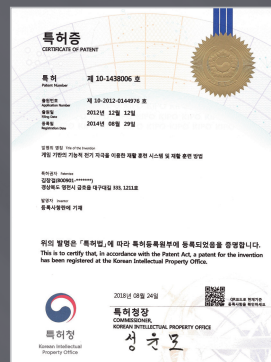 특허증
CERTIFICATE OF PATENT
특허 제 10-1438006 호
Patent Number
출원번호 제 10-2012-0144976 호
Application Number
출원일 2012년 12월 12일
Filing Date
등록일 2014년 08월 29일
Registration Date
발명의 명칭 Title of the Invention
게임 기반의 기능적 전기 자극을 이용한 재활 훈련 시스템 및 재활 훈련 방법
특허권자 Patentee
경상북도 영천시 금호읍 대구대길 333, 1211호
발명자 Inventor
등록사항란에 기재
위의 발명은 「특허법」에 따라 특허등록원부에 등록되었음을 증명합니다.
This is to certify that, in accordance with the Patent Act, a patent for the invention
has been registered at the Korean Intellectual Property Office.
2018년 08월 24일
특허청장
COMMISSIONER,
KOREAN INTELLECTUAL PROPERTY OFFICE
특허청
Korean Intellectual
Property Office